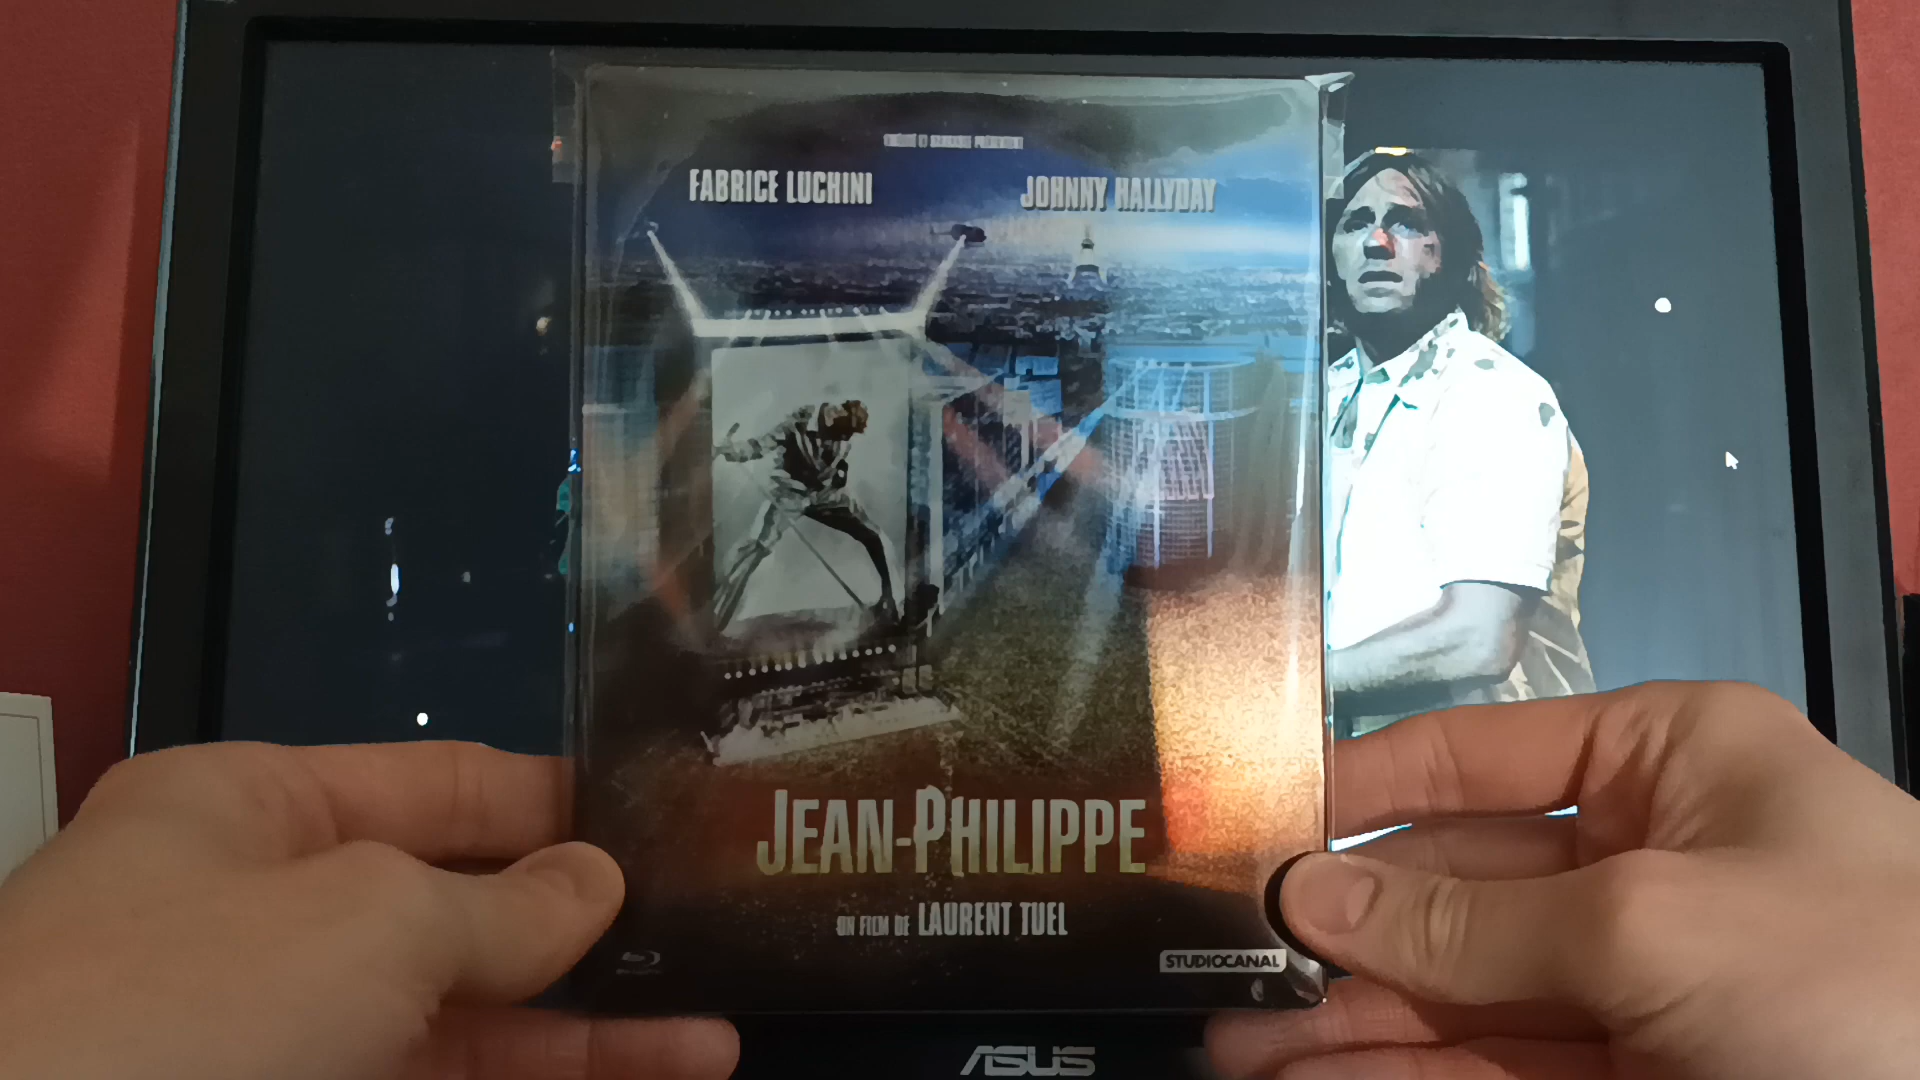 FABRICE LUCHINI
JOHNNY HALLYDAY
JEAN-PHILIPPE
UN FILM DE LAURENT TUEL
STUDIOCANAL
ASUS